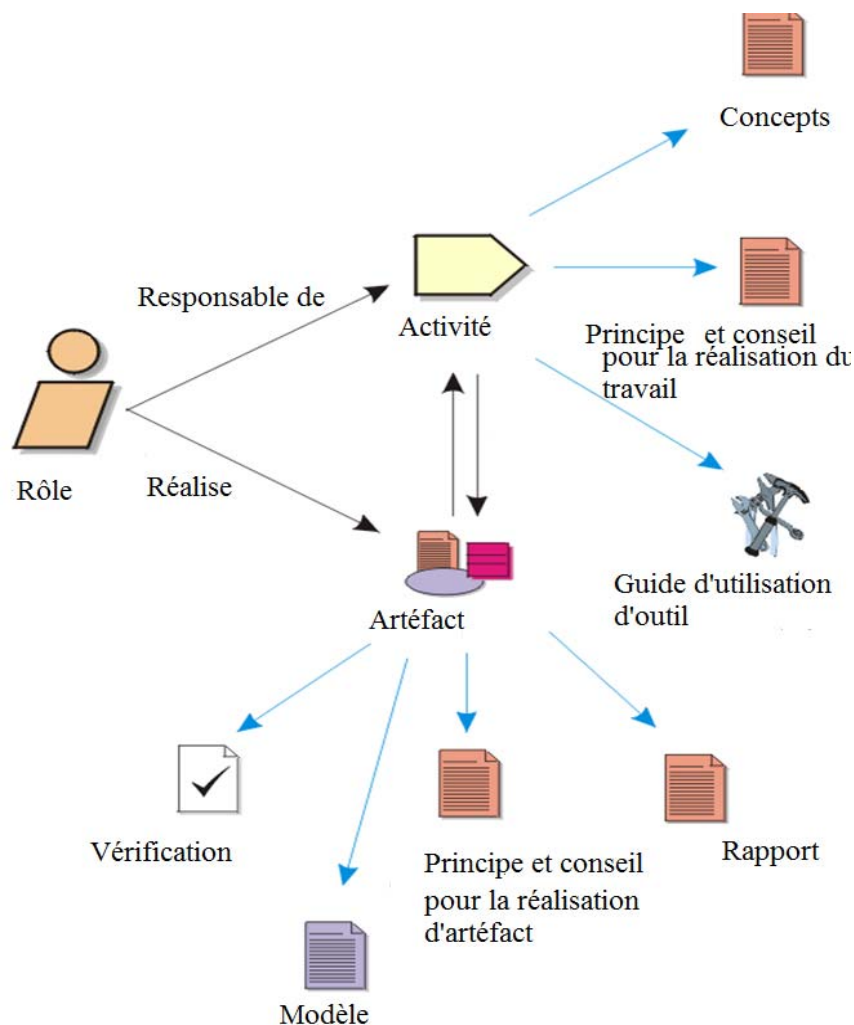 Concepts
Responsable de
Activité
Principe et conseil
pour la réalisation du
travail
Rôle
Réalise
Guide d'utilisation
d'outil
Artéfact
Vérification
Principe et conseil
pour la réalisation
d'artéfact
Rapport
Modèle